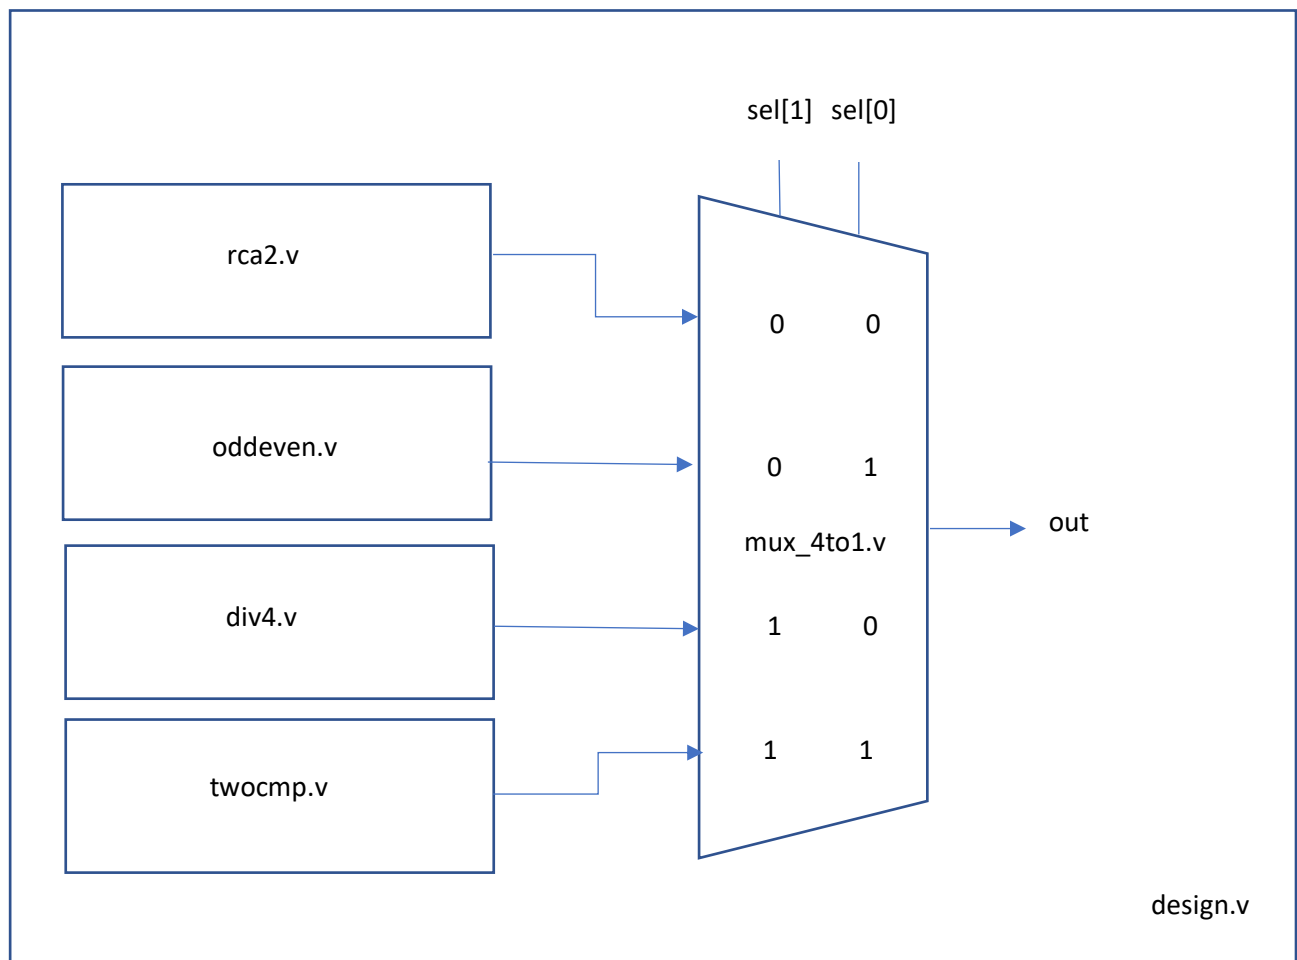 sel[1] sel[0]
rca2.v
0 0
oddeven.v
0 1
out
mux_4to1.v
div4.v
1 0
1 1
twocmp.v
design.v